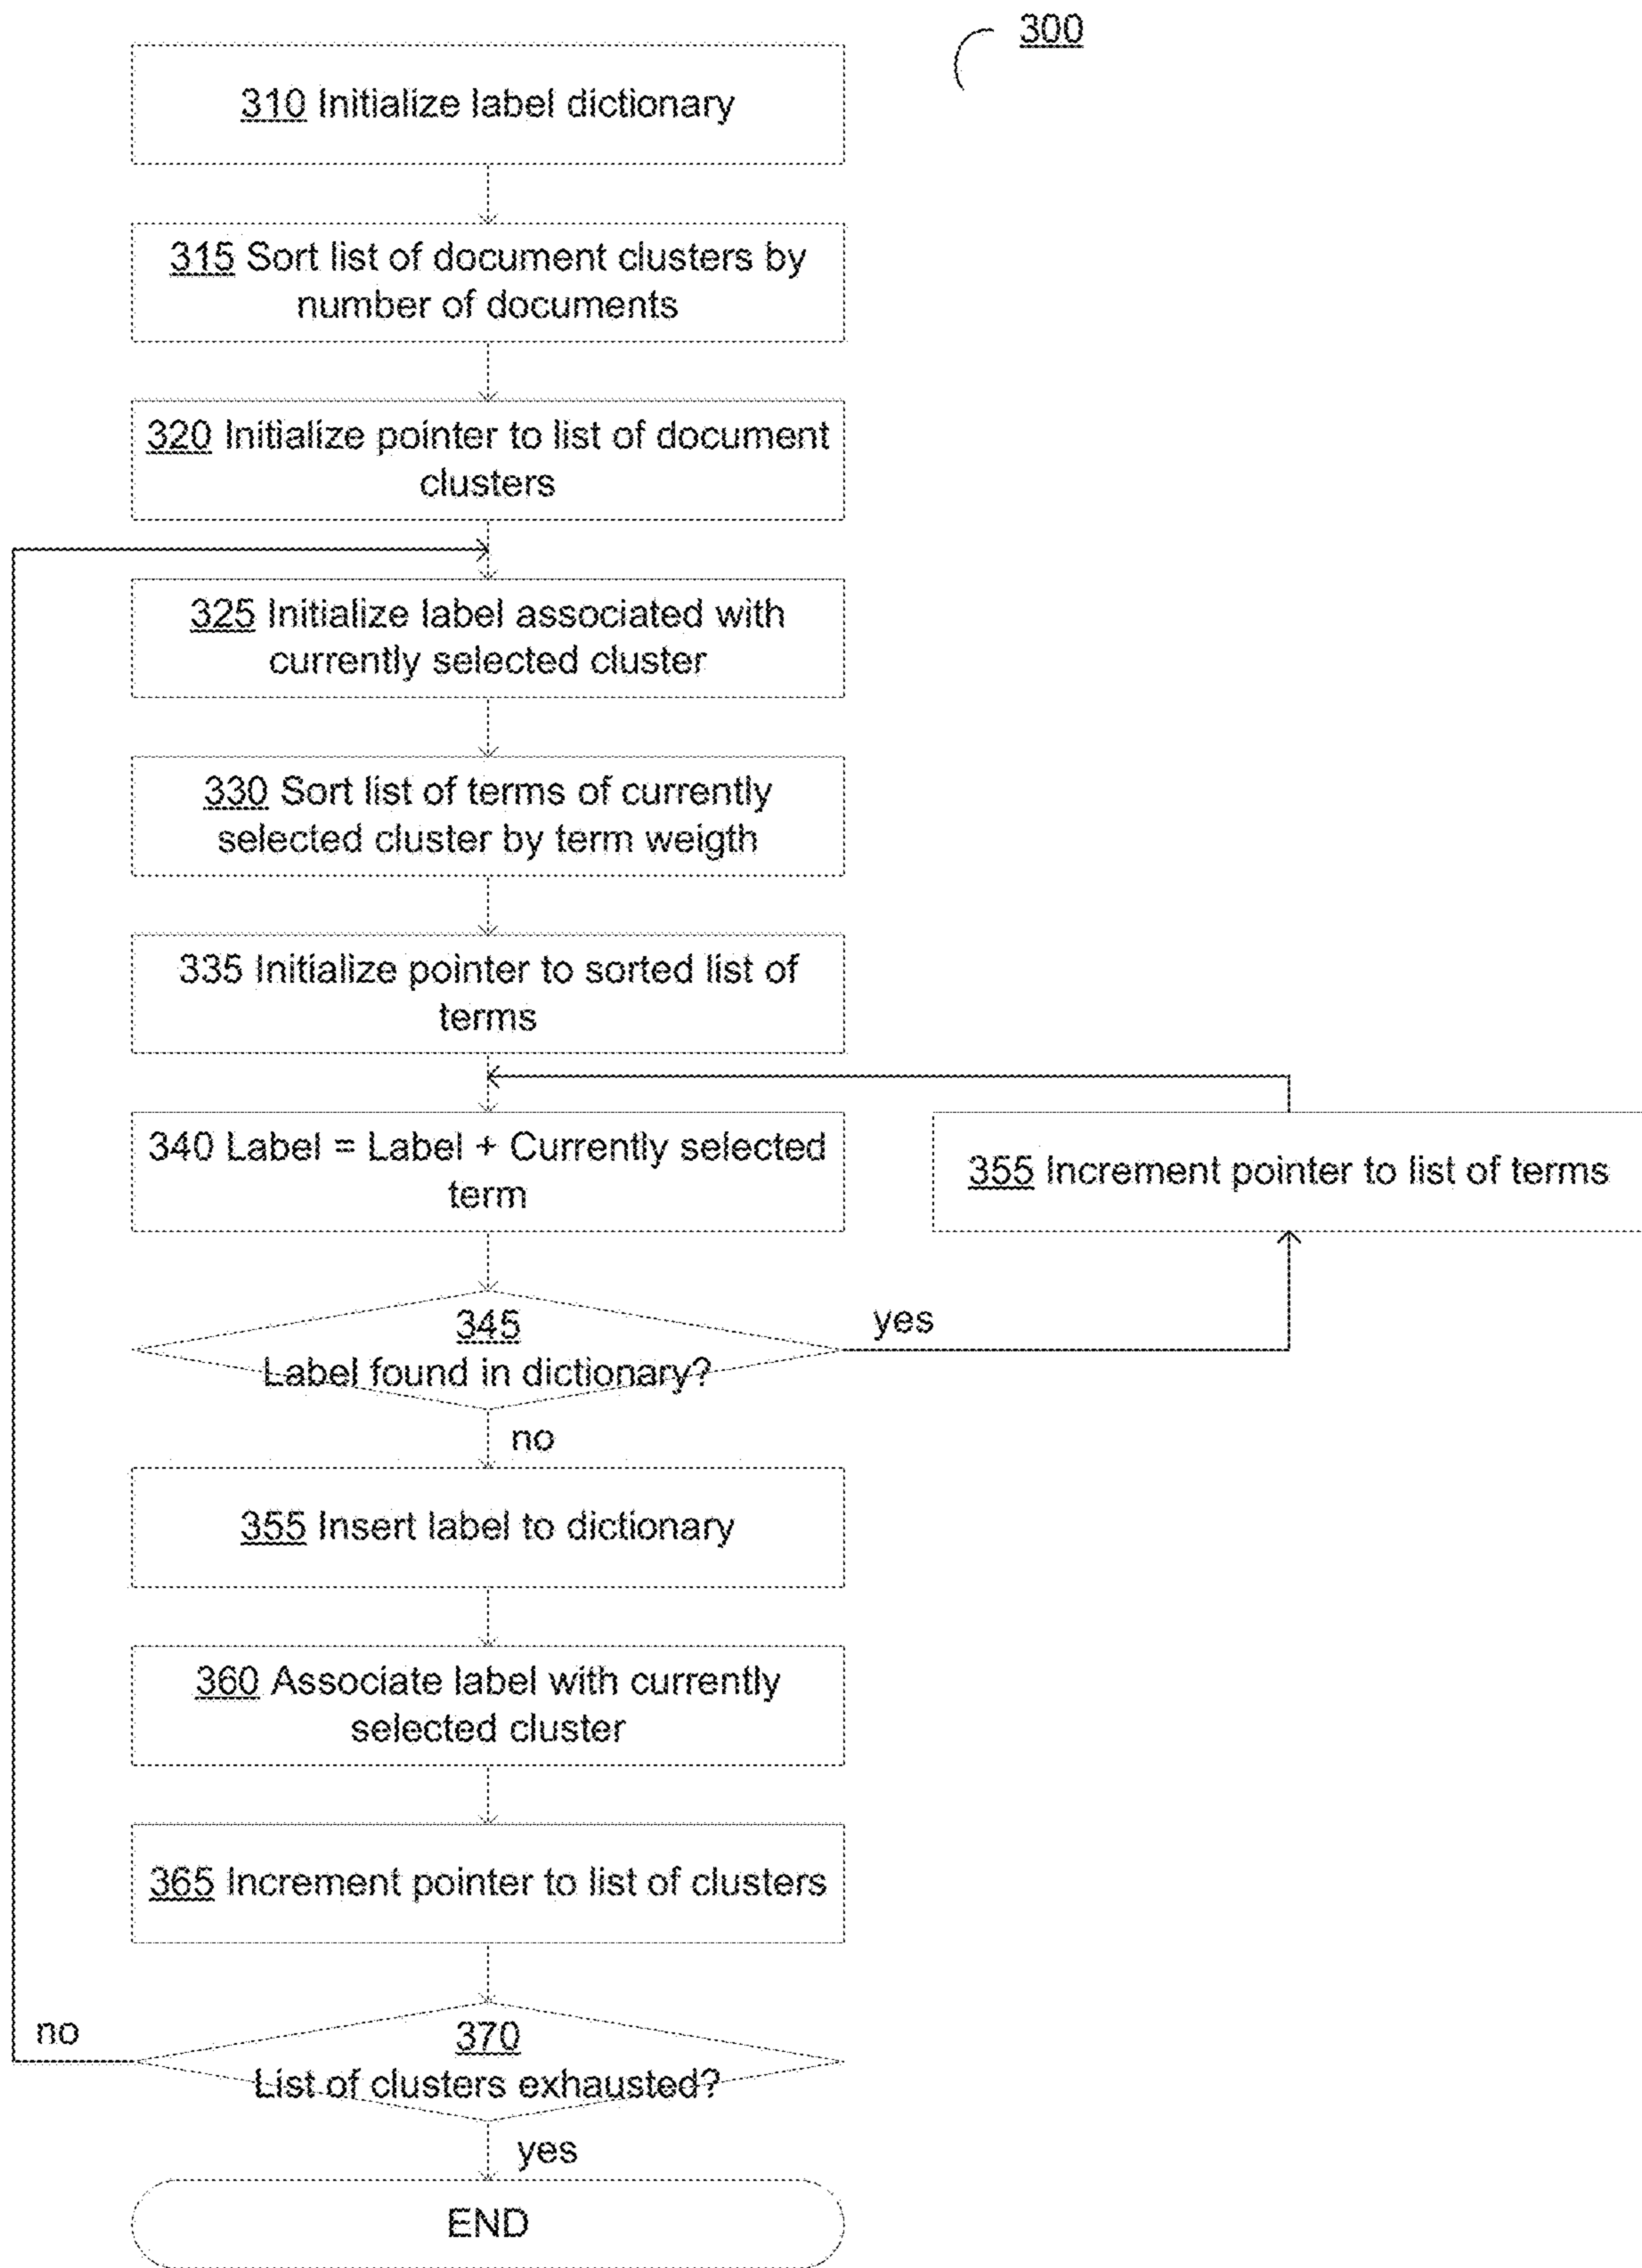 300
310 Initialize label dictionary
315 Sort list of document clusters by
number of documents
320 Initialize pointer to list of document
clusters
325 Initialize label associated with
currently selected cluster
330 Sort list of terms of currently
selected cluster by term weigth
335 Initialize pointer to sorted list of
terms
340 Label = Label + Currently selected
term
355 Increment pointer to list of terms
345
Label found in dictionary?
yes
no
355 Insert label to dictionary
360 Associate label with currently
selected cluster
365 Increment pointer to list of clusters
370
List of clusters exhausted?
no
yes
END